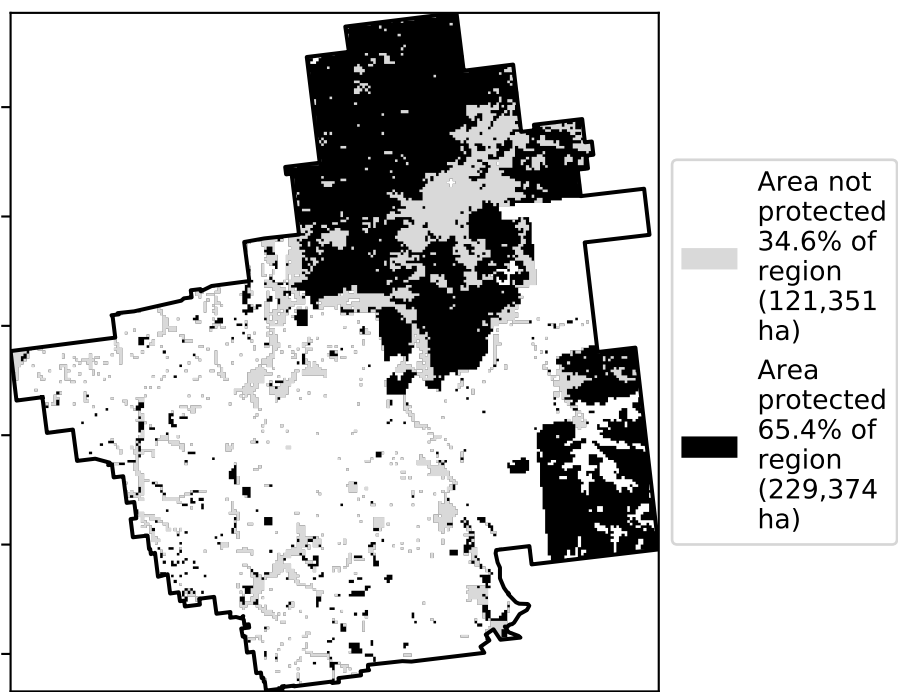 Area not
protected
34.6% of
region
(121,351
ha)
Area
protected
65.4% of
region
(229,374
ha)